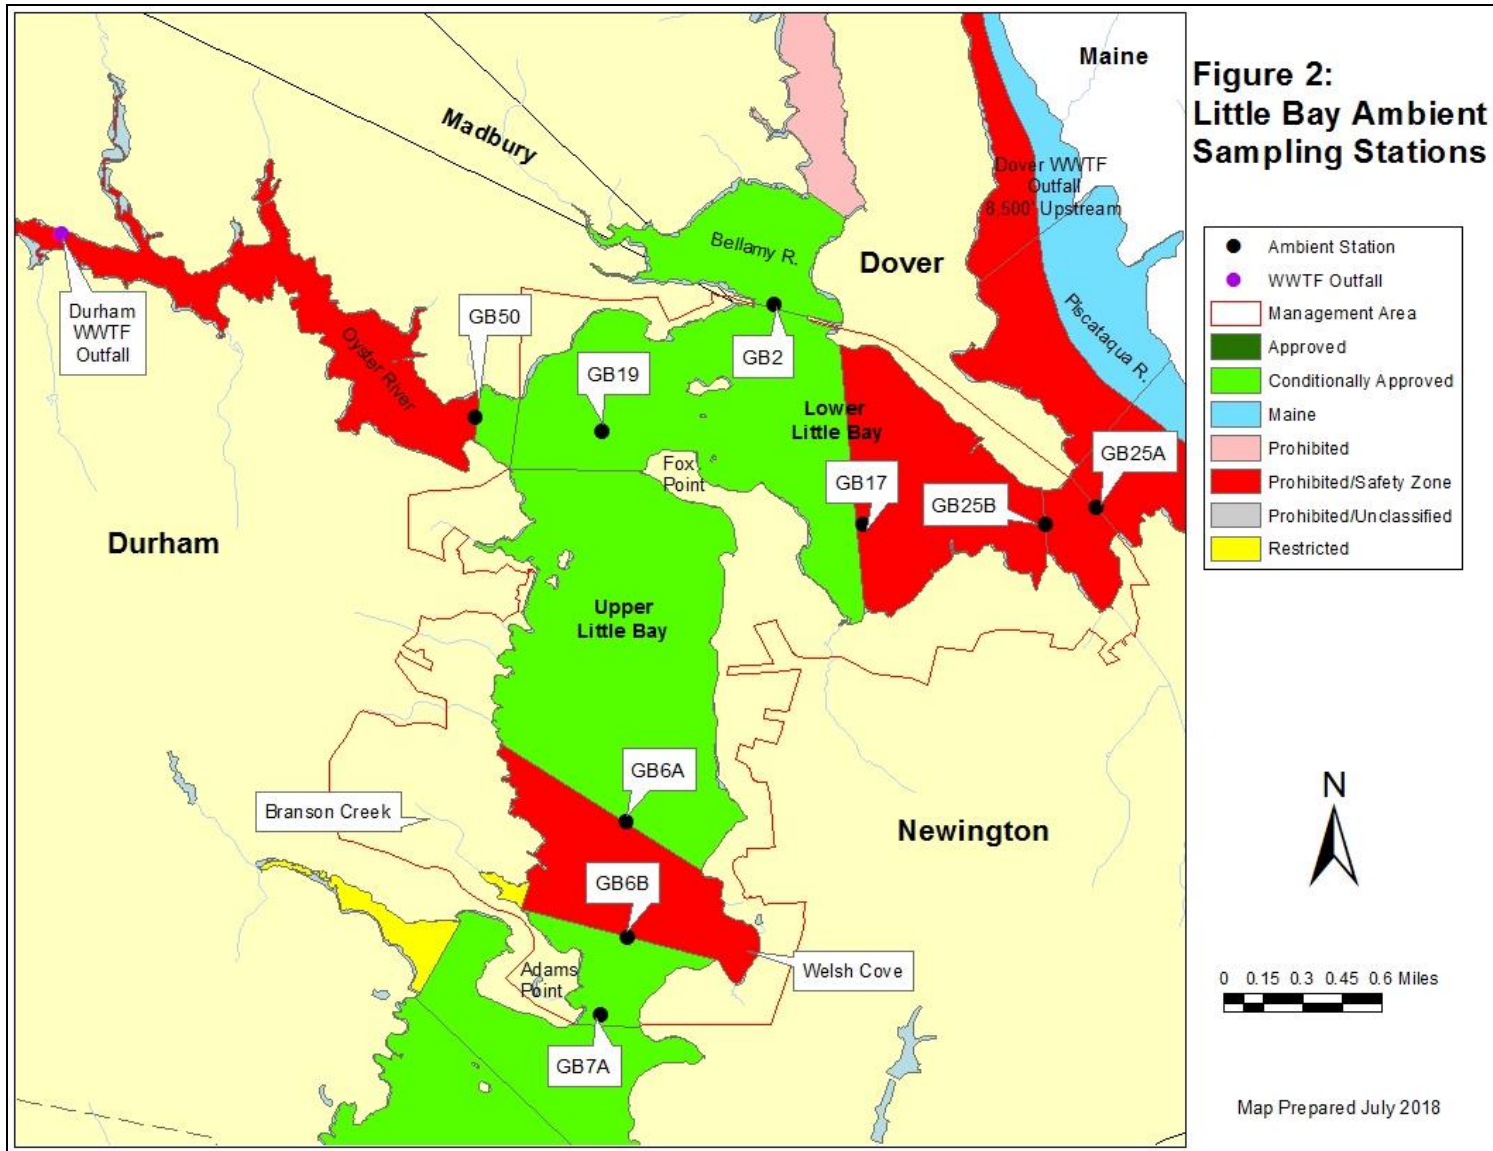 Figure 2:
Little Bay Ambient
Sampling Stations
Maine
Madbury
Dover WWTF
Outfall
8,500' Upstream
Bellamy R.
Dover
Piscataqua R.
Durham
WWTF
Outfall
GB50
Oyster River
GB2
GB19
Lower
Little Bay
Fox
Point
GB17
GB25A
GB25B
Durham
Upper
Little Bay
GB6A
Branson Creek
Newington
GB6B
Adams
Point
Welsh Cove
GB7A
Ambient Station
WWTF Outfall
Management Area
Approved
Conditionally Approved
Maine
Prohibited
Prohibited/Safety Zone
Prohibited/Unclassified
Restricted
N
0 0.15 0.3 0.45 0.6 Miles
Map Prepared July 2018